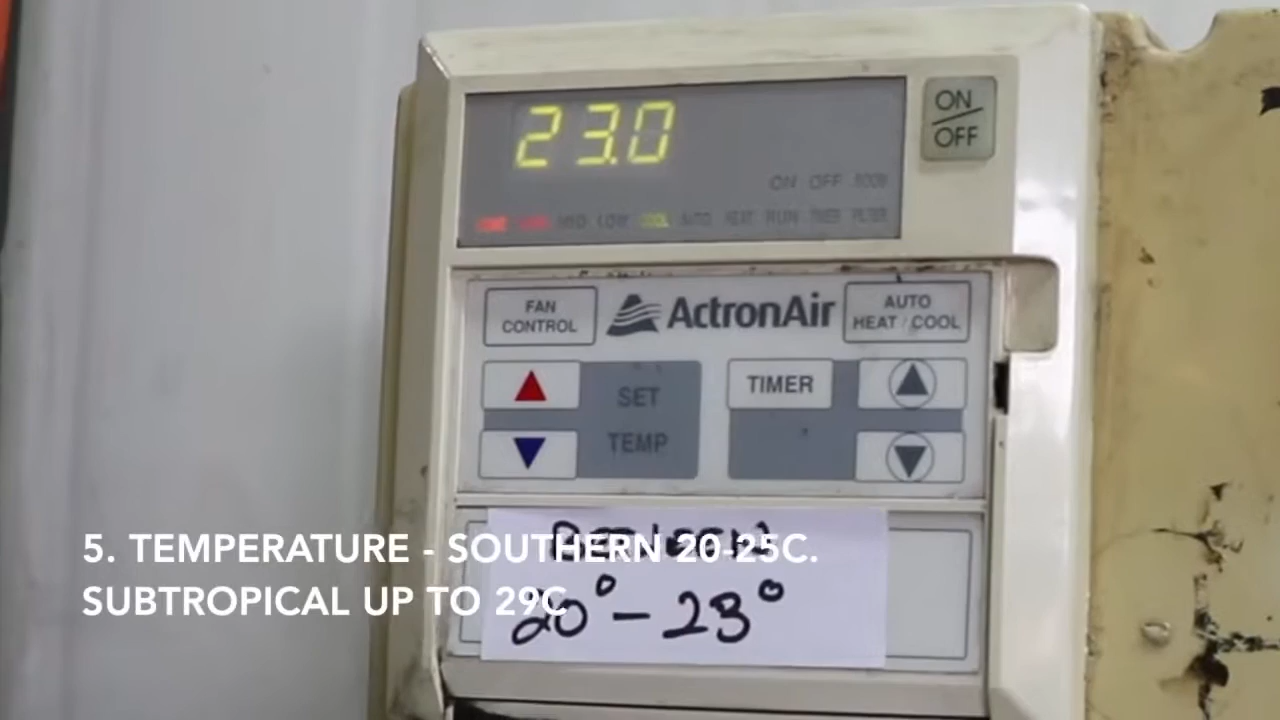 23.0
ON
OFF
ON OFF ROOM
LOW COOL AUTO HEAT RUN TIMER FILTER
FAN
CONTROL
ActronAir
AUTO
HEAT / COOL
SET
TEMP
TIMER
5. TEMPERATURE - SOUTHERN 20-25C.
SUBTROPICAL UP TO 29C
20° - 23°